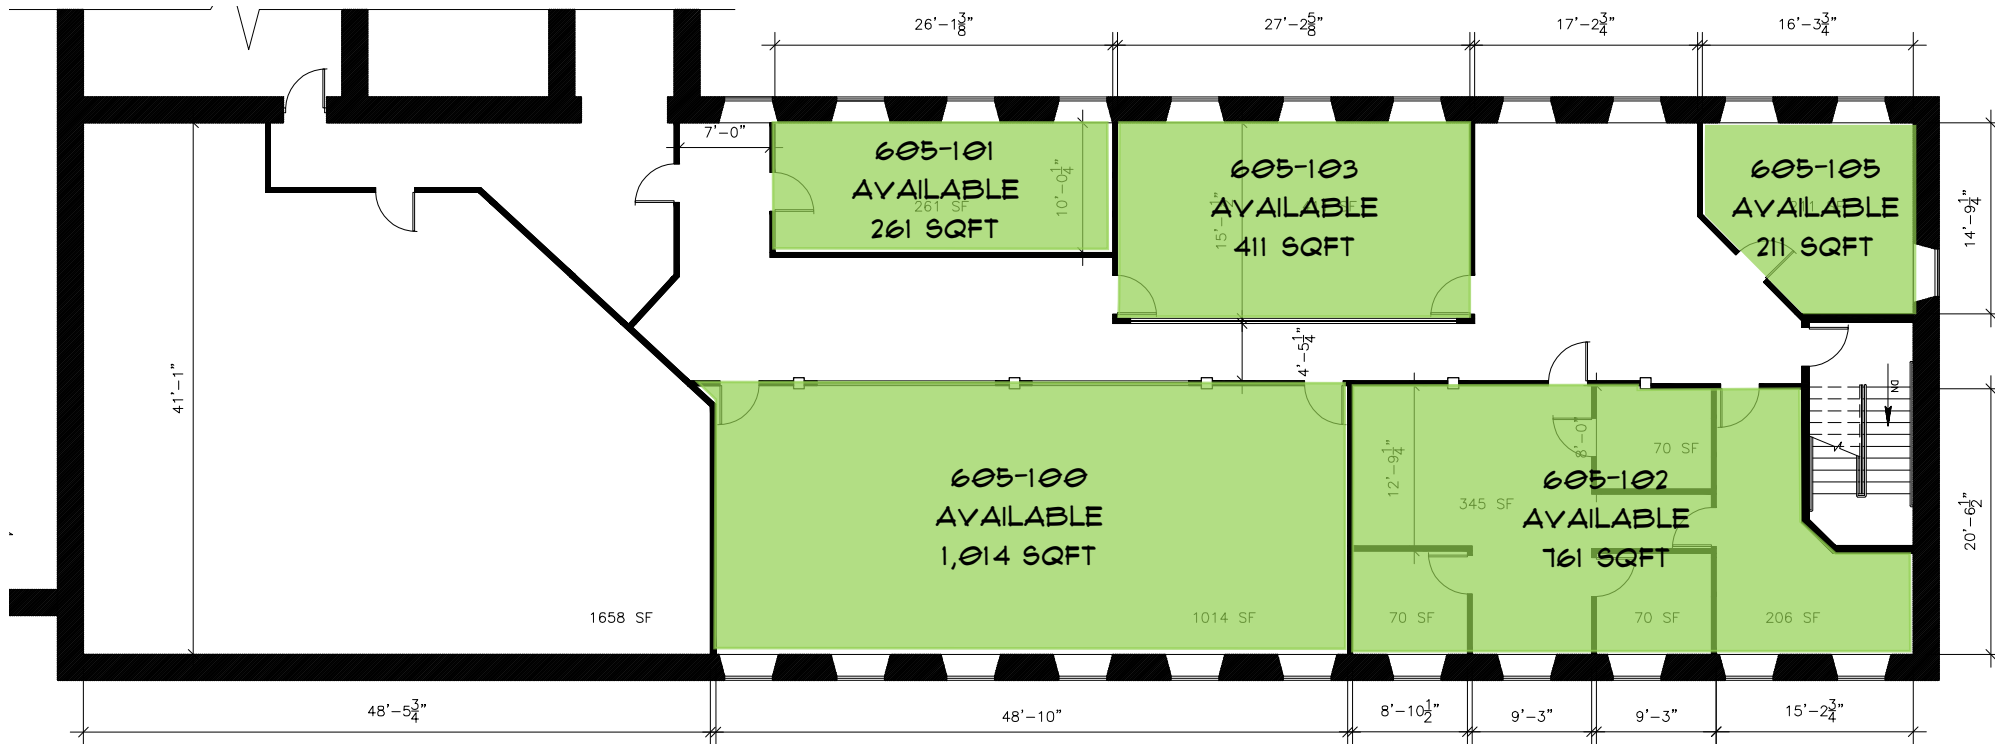 26'-1 3/8"
27'-2 5/8"
17'-2 3/4"
16'-3 3/4"
7'-0"
605-101
AVAILABLE
261 SF
261 SQFT
10'-0 1/4"
605-103
AVAILABLE
411 SQFT
605-105
AVAILABLE
211 SF
211 SQFT
14'-9 1/4"
41'-1"
4'-5 1/4"
DN
605-100
AVAILABLE
1,014 SQFT
12'-9 1/4"
8'-0"
70 SF
345 SF
605-102
AVAILABLE
761 SQFT
20'-6 1/2"
1658 SF
1014 SF
70 SF
70 SF
206 SF
48'-5 3/4"
48'-10"
8'-10 1/2"
9'-3"
9'-3"
15'-2 3/4"